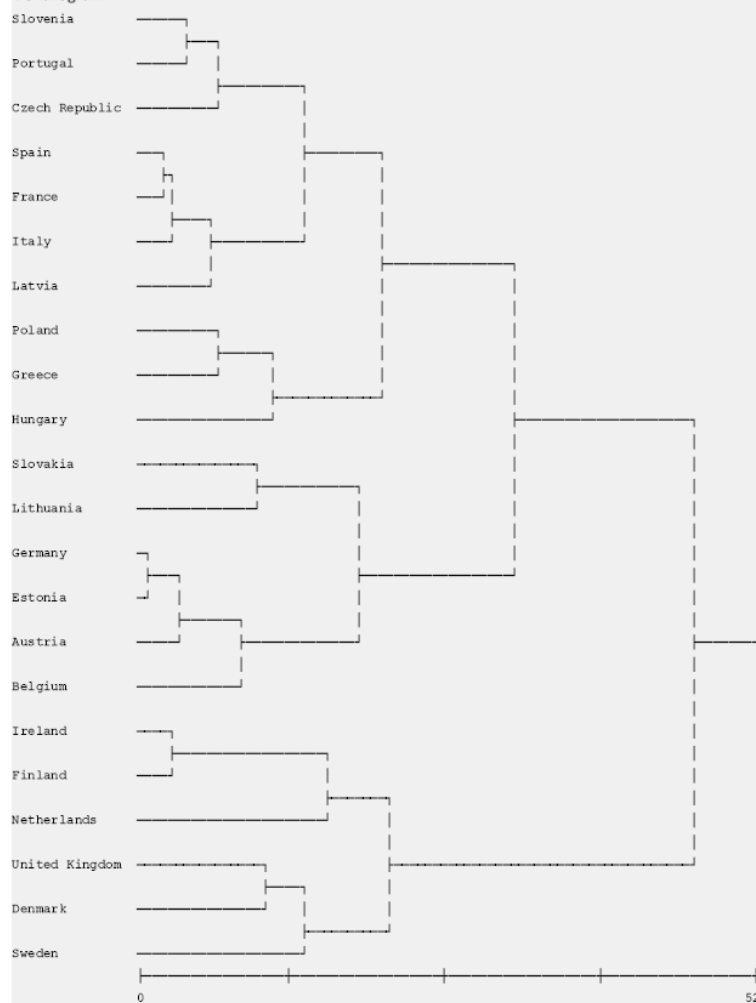 Slovenia
Portugal
Czech Republic
Spain
France
Italy
Latvia
Poland
Greece
Hungary
Slovakia
Lithuania
Germany
Estonia
Austria
Belgium
Ireland
Finland
Netherlands
United Kingdom
Denmark
Sweden
0